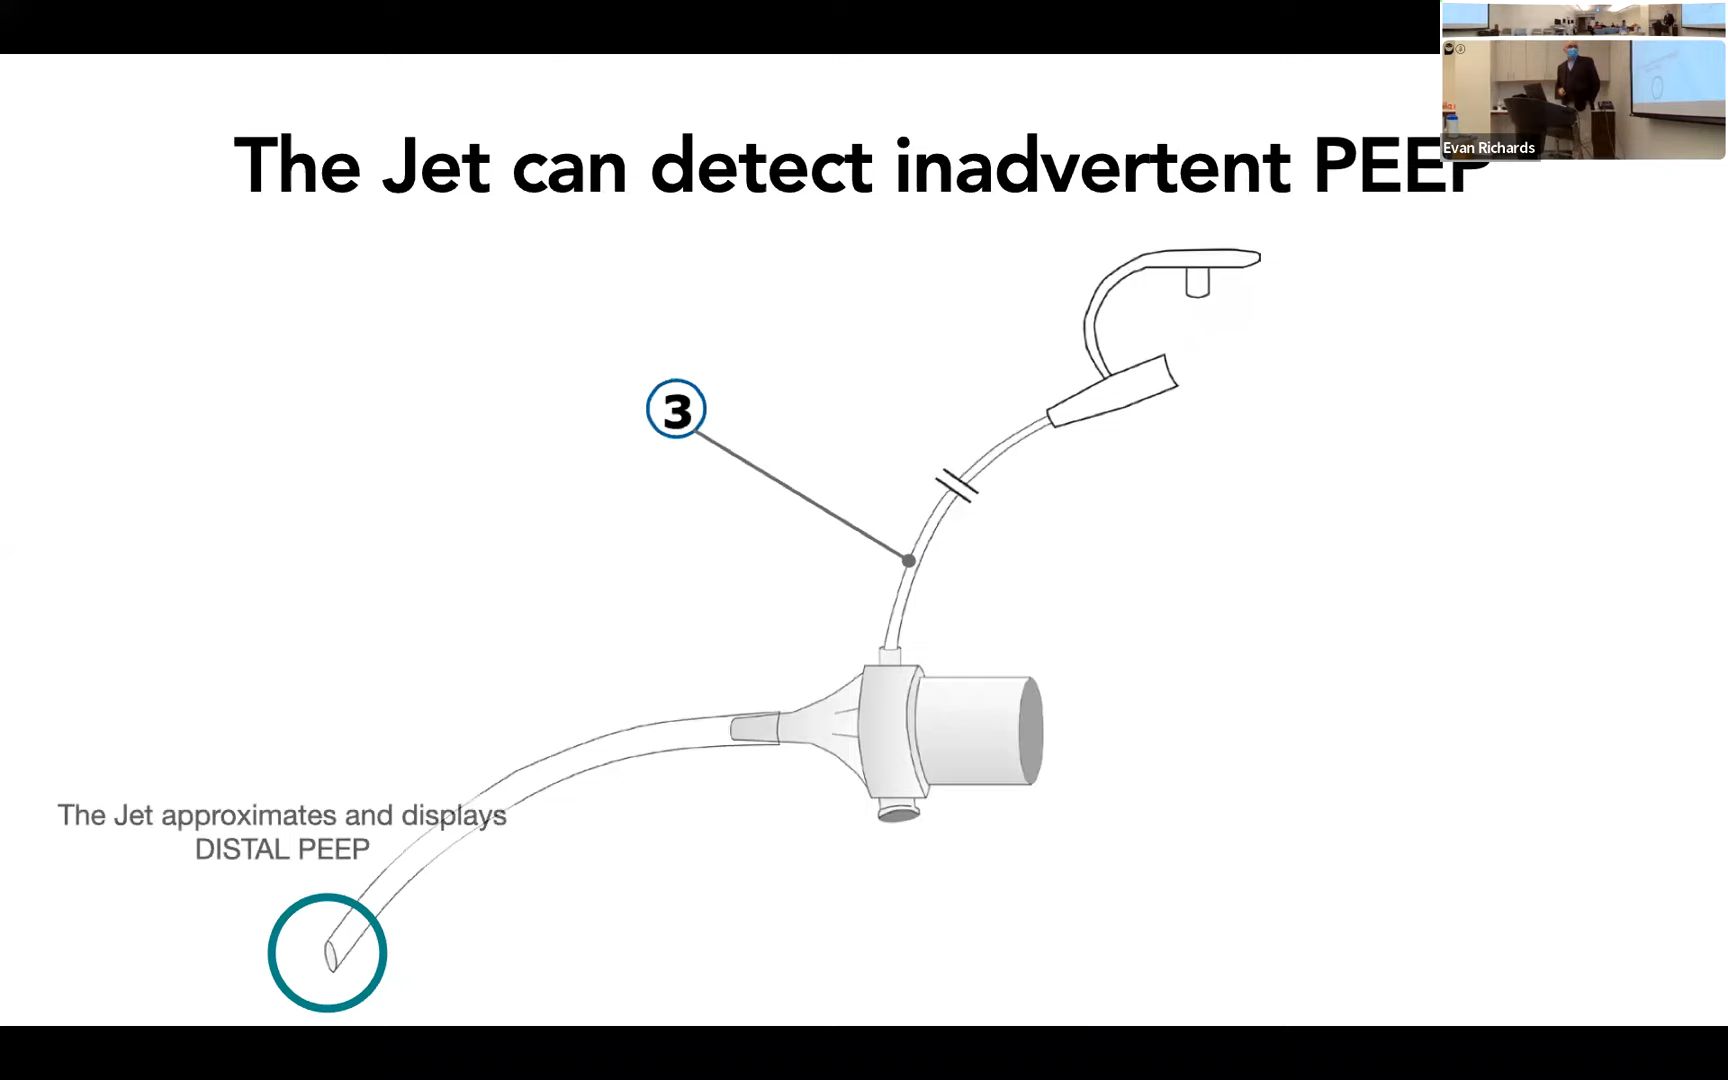 The Jet can detect inadvertent PEEP
Evan Richards
3
The Jet approximates and displays
DISTAL PEEP